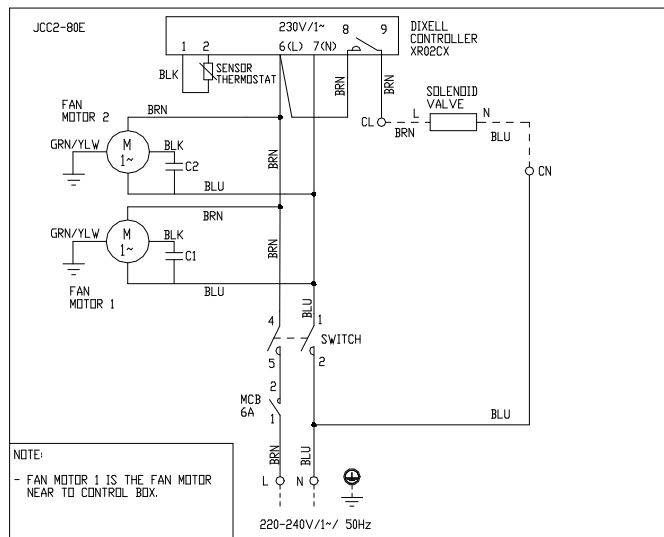 JCC2-80E
230V/1~
8
9
DIXELL
CONTROLLER
XR02CX
1
2
6(L)
7(N)
BLK
SENSOR
THERMOSTAT
BRN
BRN
SOLENOID
VALVE
FAN
MOTOR 2
BRN
CL
L
N
BRN
BLU
GRN/YLW
M
1~
BLK
C2
BRN
CN
BLU
BRN
GRN/YLW
M
1~
BLK
C1
BRN
FAN
MOTOR 1
BLU
BLU
4
1
SWITCH
5
2
2
MCB
6A
1
BLU
BRN
BLU
NOTE:
- FAN MOTOR 1 IS THE FAN MOTOR
NEAR TO CONTROL BOX.
L
N
220-240V/1~/ 50Hz